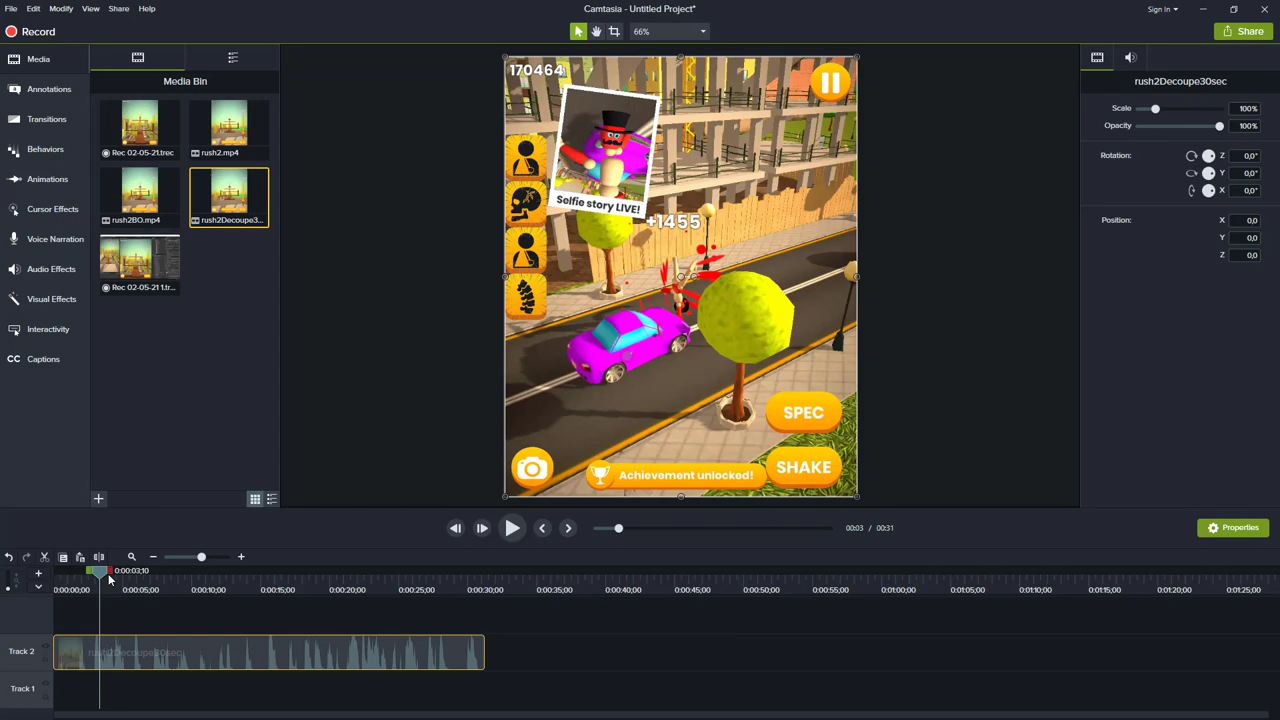 File Edit Modify View Share Help
Camtasia - Untitled Project*
Sign In
Record
66%
Share
Media
Annotations
Transitions
Behaviors
Animations
Cursor Effects
Voice Narration
Audio Effects
Visual Effects
Interactivity
CC Captions
Media Bin
Rec 02-05-21.trec
rush2.mp4
rush2BO.mp4
rush2Decoupe3...
Rec 02-05-21 1.tr...
170464
Selfie story LIVE!
+1455
SPEC
SHAKE
Achievement unlocked!
rush2Decoupe30sec
Scale 100%
Opacity 100%
Rotation: Z 0,0°
Y 0,0°
X 0,0°
Position: X 0,0
Y 0,0
Z 0,0
00:03 / 00:31
Properties
0:00:03;10
0:00:00;00 0:00:05;00 0:00:10;00 0:00:15;00 0:00:20;00 0:00:25;00 0:00:30;00 0:00:35;00 0:00:40;00 0:00:45;00 0:00:50;00 0:00:55;00 0:01:00;00 0:01:05;00 0:01:10;00 0:01:15;00 0:01:20;00 0:01:25;00
Track 2
rush2Decoupe30sec
Track 1